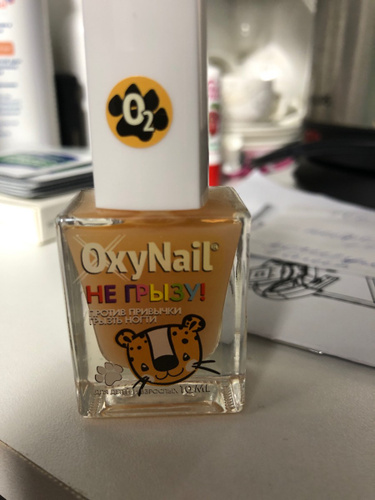 O2
OxyNail®
НЕ ГРЫЗУ!
ПРОТИВ ПРИВЫЧКИ
ГРЫЗТЬ НОГТИ
10 ML